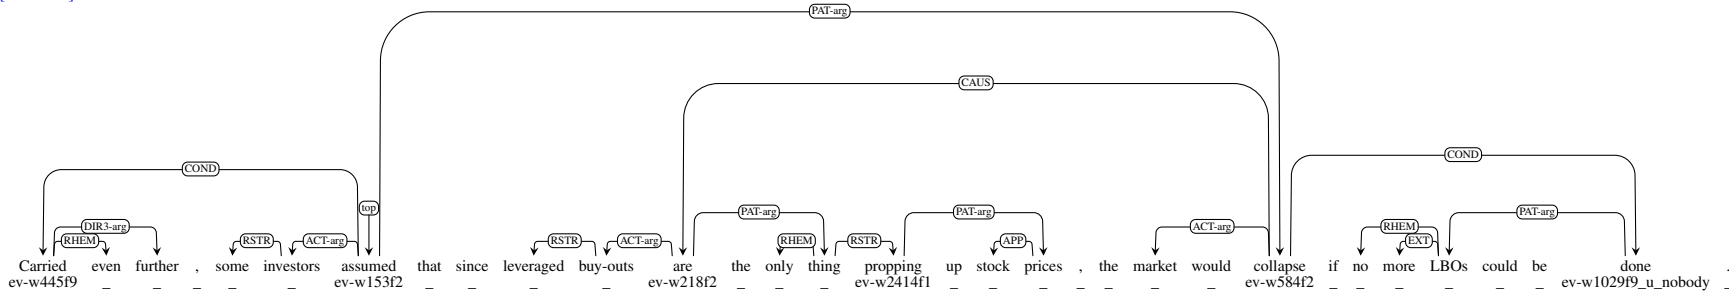 PAT-arg
CAUS
COND COND
top
DIR3-arg PAT-arg PAT-arg ACT-arg PAT-arg
RHEM RSTR ACT-arg RSTR ACT-arg RHEM RSTR APP RHEM EXT
Carried even further , some investors assumed that since leveraged buy-outs are the only thing propping up stock prices , the market would collapse if no more LBOs could be done .
ev-w445f9 _ _ _ _ _ ev-w153f2 _ _ _ _ ev-w218f2 _ _ _ ev-w2414f1 _ _ _ _ _ _ _ ev-w584f2 _ _ _ _ _ _ ev-w1029f9_u_nobody _